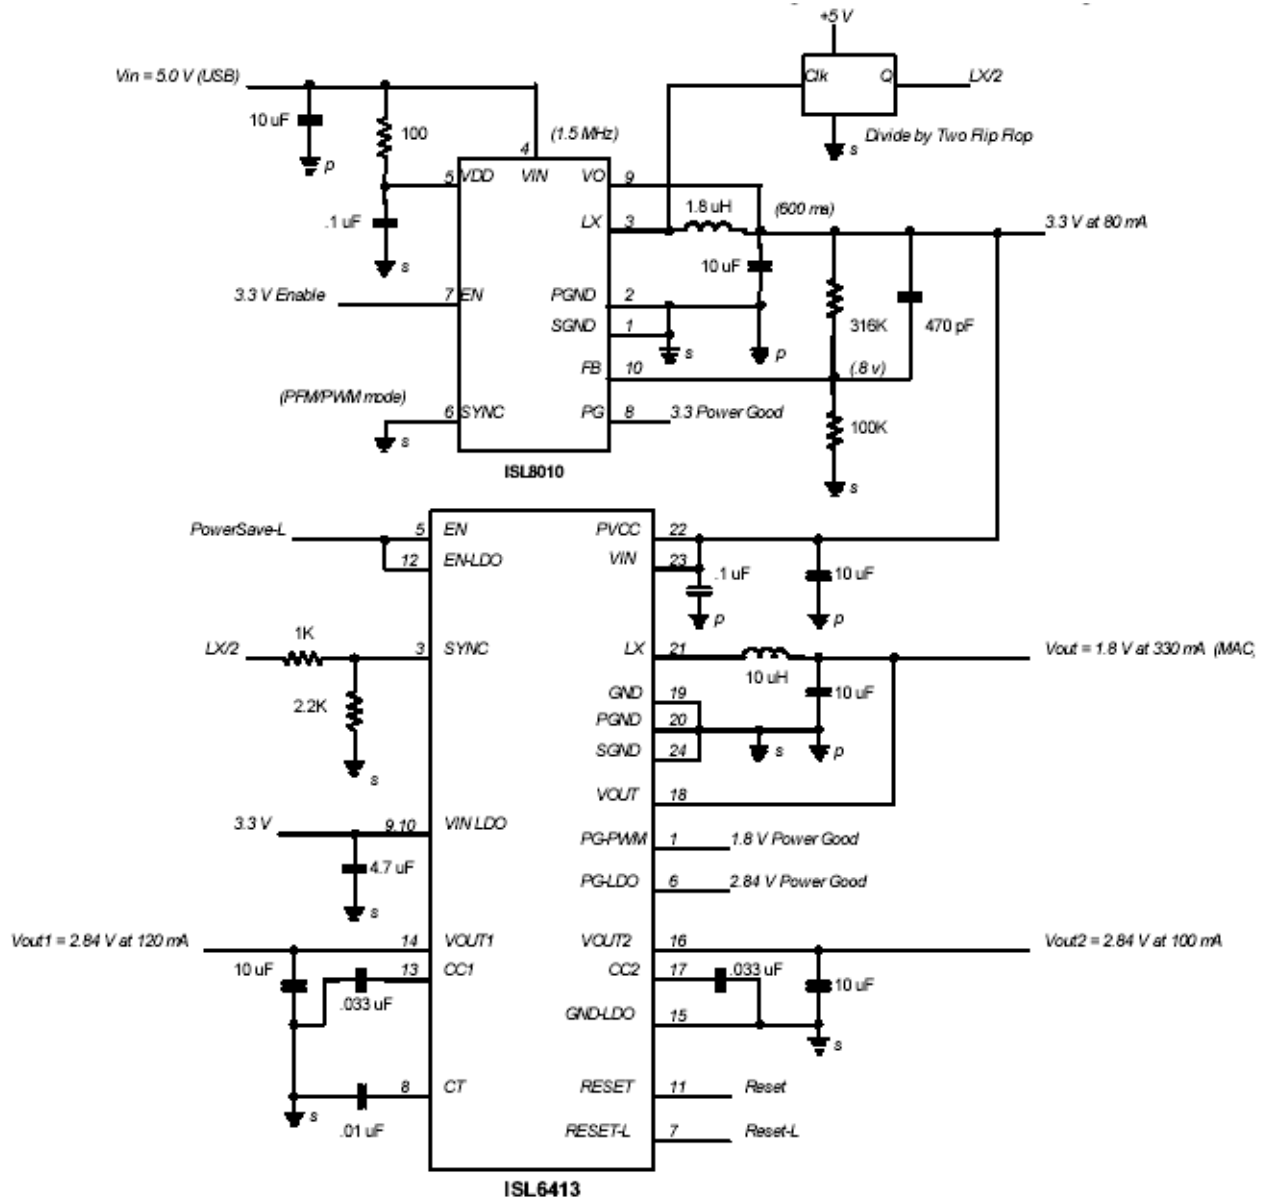 +5 V
Vin = 5.0 V (USB)
Clk Q LX/2
10 uF
100
(1.5 MHz)
s
Divide by Two Flip Flop
p
4
5 VDD VIN VO 9
.1 uF
LX 3
1.8 uH
(600 ma)
3.3 V at 80 mA
s
10 uF
3.3 V Enable 7 EN
PGND 2
SGND 1
316K
470 pF
s
p
FB 10
(.8 v)
(PFM/PWM mode)
6 SYNC PG 8 3.3 Power Good
s
100K
ISL8010
s
PowerSave-L 5 EN PVCC 22
12 EN-LDO VIN 23
.1 uF
10 uF
p
p
1K
LX/2 3 SYNC LX 21
Vout = 1.8 V at 330 mA (MAC,
10 uH
2.2K
GND 19
10 uF
PGND 20
SGND 24
s
p
s
VOUT 18
3.3 V 9,10 VIN LDO
PG-PWM 1 1.8 V Power Good
4.7 uF
PG-LDO 6 2.84 V Power Good
s
Vout1 = 2.84 V at 120 mA 14 VOUT1 VOUT2 16 Vout2 = 2.84 V at 100 mA
10 uF
13 CC1 CC2 17 .033 uF
10 uF
.033 uF
GND-LDO 15
s
8 CT RESET 11 Reset
s
.01 uF
RESET-L 7 Reset-L
ISL6413